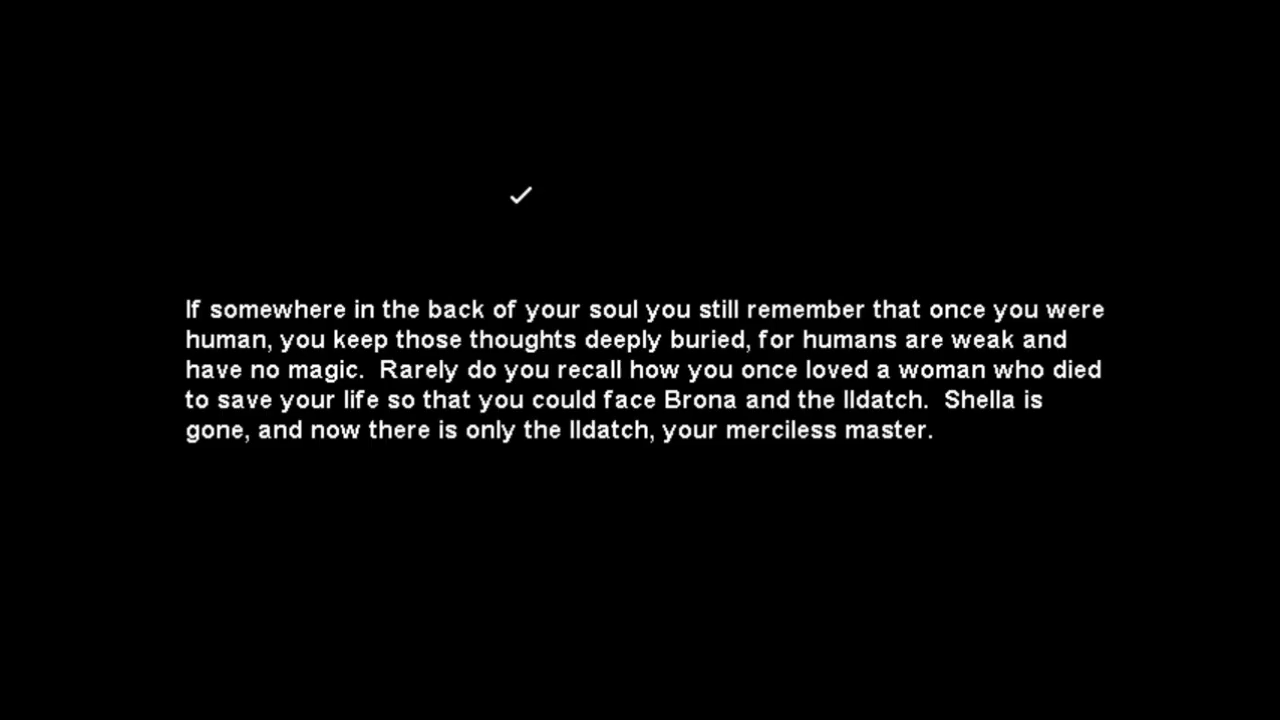 If somewhere in the back of your soul you still remember that once you were
human, you keep those thoughts deeply buried, for humans are weak and
have no magic.  Rarely do you recall how you once loved a woman who died
to save your life so that you could face Brona and the Ildatch.  Shella is
gone, and now there is only the Ildatch, your merciless master.